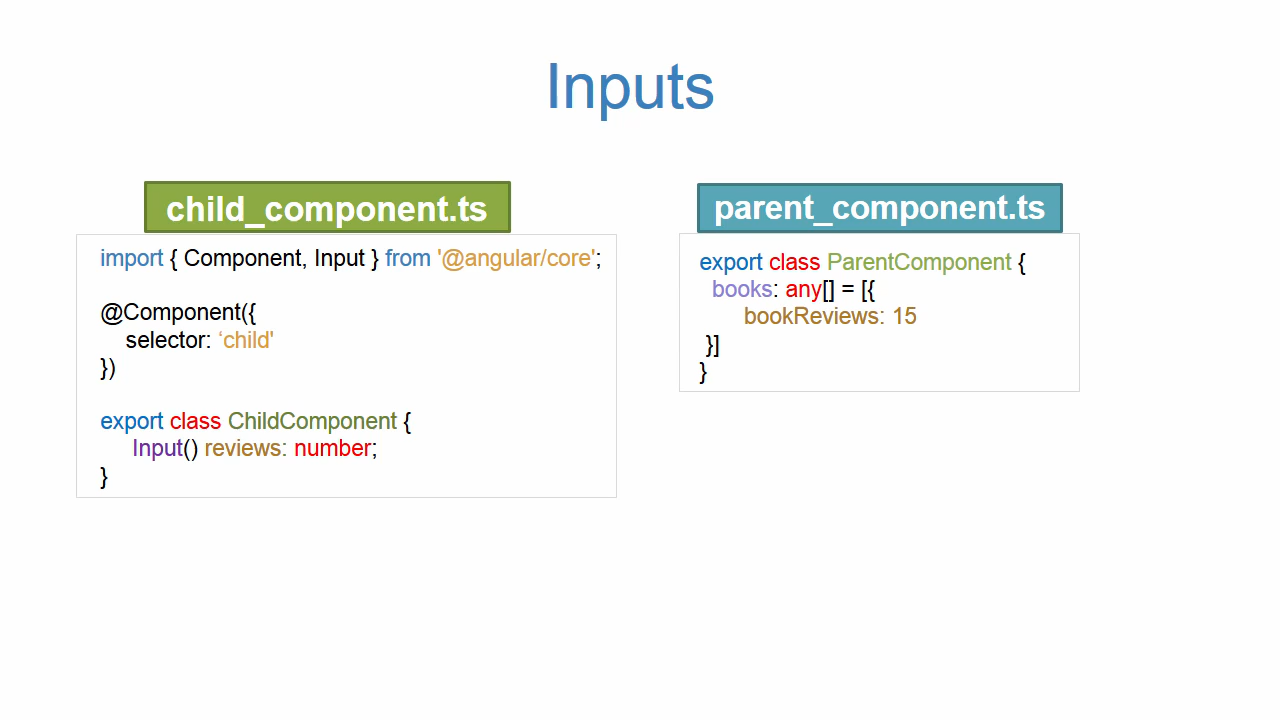 Inputs
child_component.ts
import { Component, Input } from '@angular/core';
@Component({
selector: ‘child'
})
export class ChildComponent {
Input() reviews: number;
}
parent_component.ts
export class ParentComponent {
books: any[] = [{
bookReviews: 15
}]
}